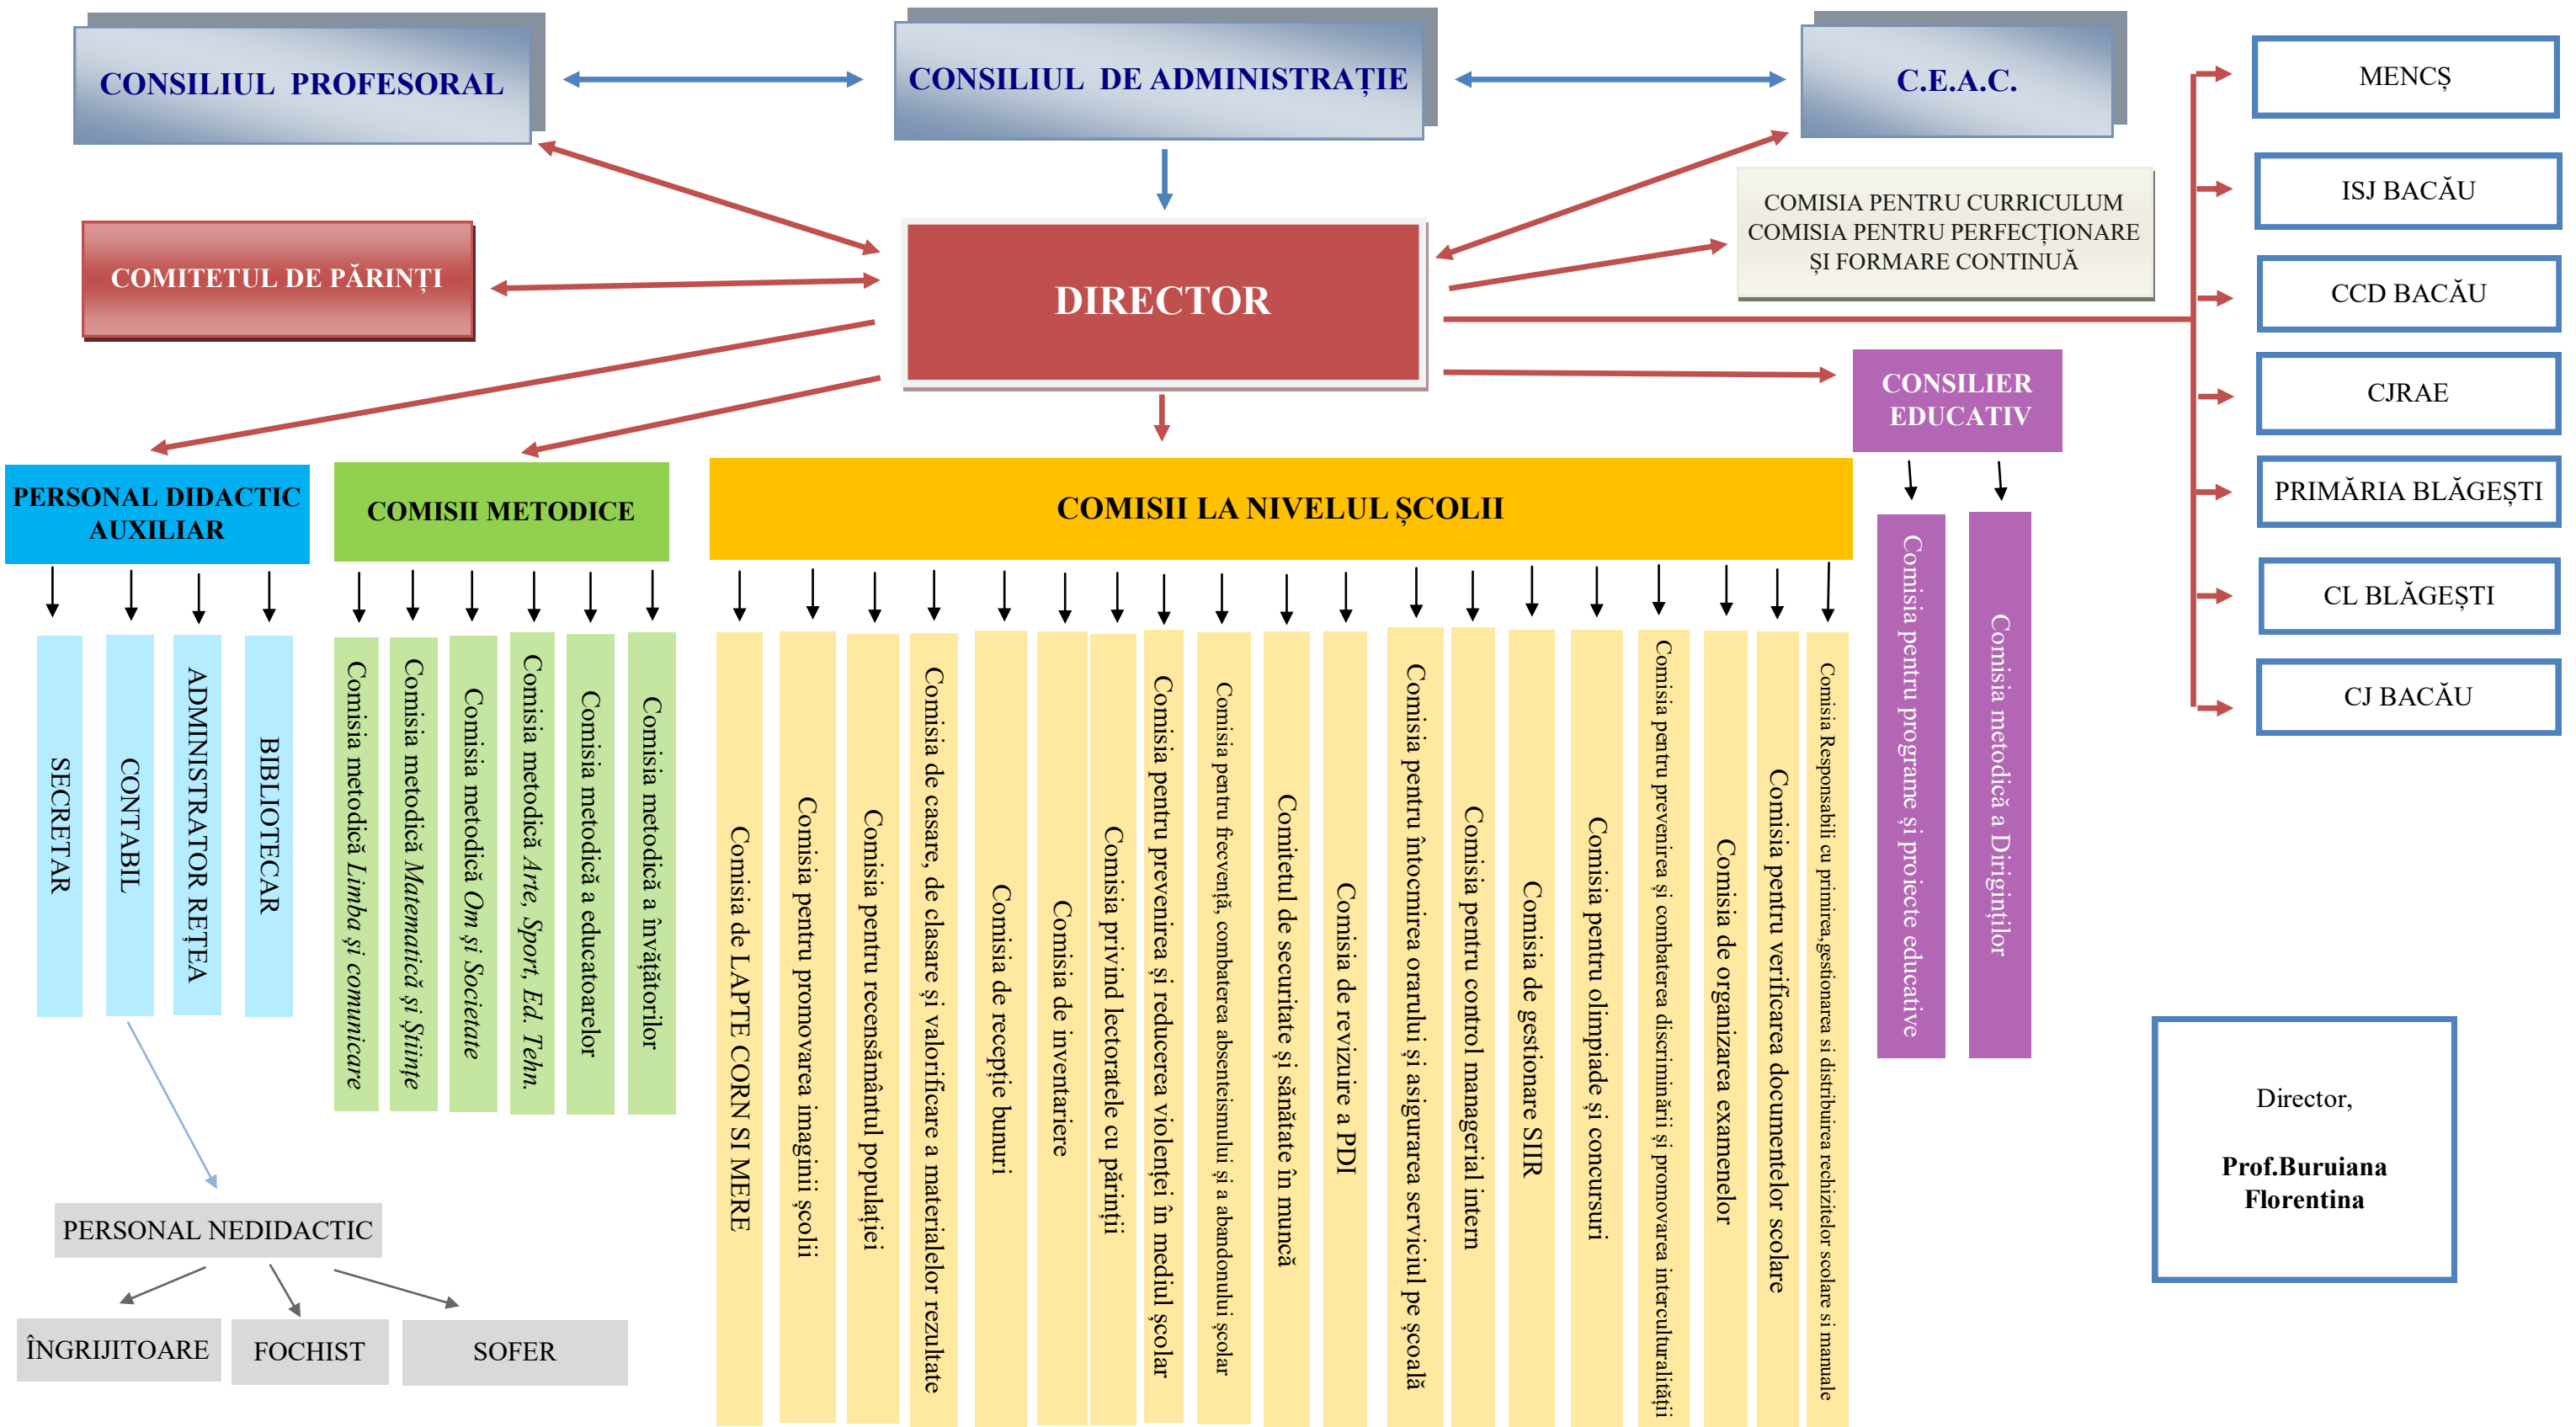 CONSILIUL PROFESORAL
CONSILIUL DE ADMINISTRAȚIE
C.E.A.C.
MENCȘ
ISJ BACĂU
CCD BACĂU
CJRAE
PRIMĂRIA BLĂGEȘTI
CL BLĂGEȘTI
CJ BACĂU
COMITETUL DE PĂRINȚI
DIRECTOR
COMISIA PENTRU CURRICULUM
COMISIA PENTRU PERFECȚIONARE
ȘI FORMARE CONTINUĂ
CONSILIER
EDUCATIV
PERSONAL DIDACTIC
AUXILIAR
COMISII METODICE
COMISII LA NIVELUL ȘCOLII
SECRETAR
CONTABIL
ADMINISTRATOR REȚEA
BIBLIOTECAR
Comisia metodică Limba și comunicare
Comisia metodică Matematică și Științe
Comisia metodică Om și Societate
Comisia metodică Arte, Sport, Ed. Tehn.
Comisia metodică a educatoarelor
Comisia metodică a învățătorilor
Comisia de LAPTE CORN SI MERE
Comisia pentru promovarea imaginii școlii
Comisia pentru recensământul populației
Comisia de casare, de clasare și valorificare a materialelor rezultate
Comisia de recepție bunuri
Comisia de inventariere
Comisia privind lectoratele cu părinții
Comisia pentru prevenirea și reducerea violenței în mediul școlar
Comisia pentru frecvență, combaterea absenteismului și a abandonului școlar
Comitetul de securitate și sănătate în muncă
Comisia de revizuire a PDI
Comisia pentru întocmirea orarului și asigurarea serviciul pe școală
Comisia pentru control managerial intern
Comisia de gestionare SIIR
Comisia pentru olimpiade și concursuri
Comisia pentru prevenirea și combaterea discriminării și promovarea interculturalității
Comisia de organizarea examenelor
Comisia pentru verificarea documentelor scolare
Comisia Responsabili cu primirea,gestionarea si distribuirea rechizitelor scolare si manuale
Comisia pentru programe și proiecte educative
Comisia metodică a Diriginților
PERSONAL NEDIDACTIC
ÎNGRIJITOARE
FOCHIST
SOFER
Director,
Prof.Buruiana
Florentina